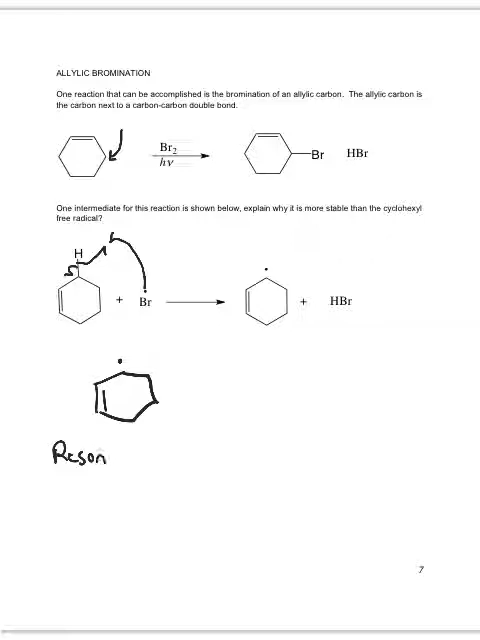 ALLYLIC BROMINATION
One reaction that can be accomplished is the bromination of an allylic carbon. The allylic carbon is
the carbon next to a carbon-carbon double bond.
Br₂
hν
Br
HBr
One intermediate for this reaction is shown below, explain why it is more stable than the cyclohexyl
free radical?
H
+
Br
+
HBr
Reson
7